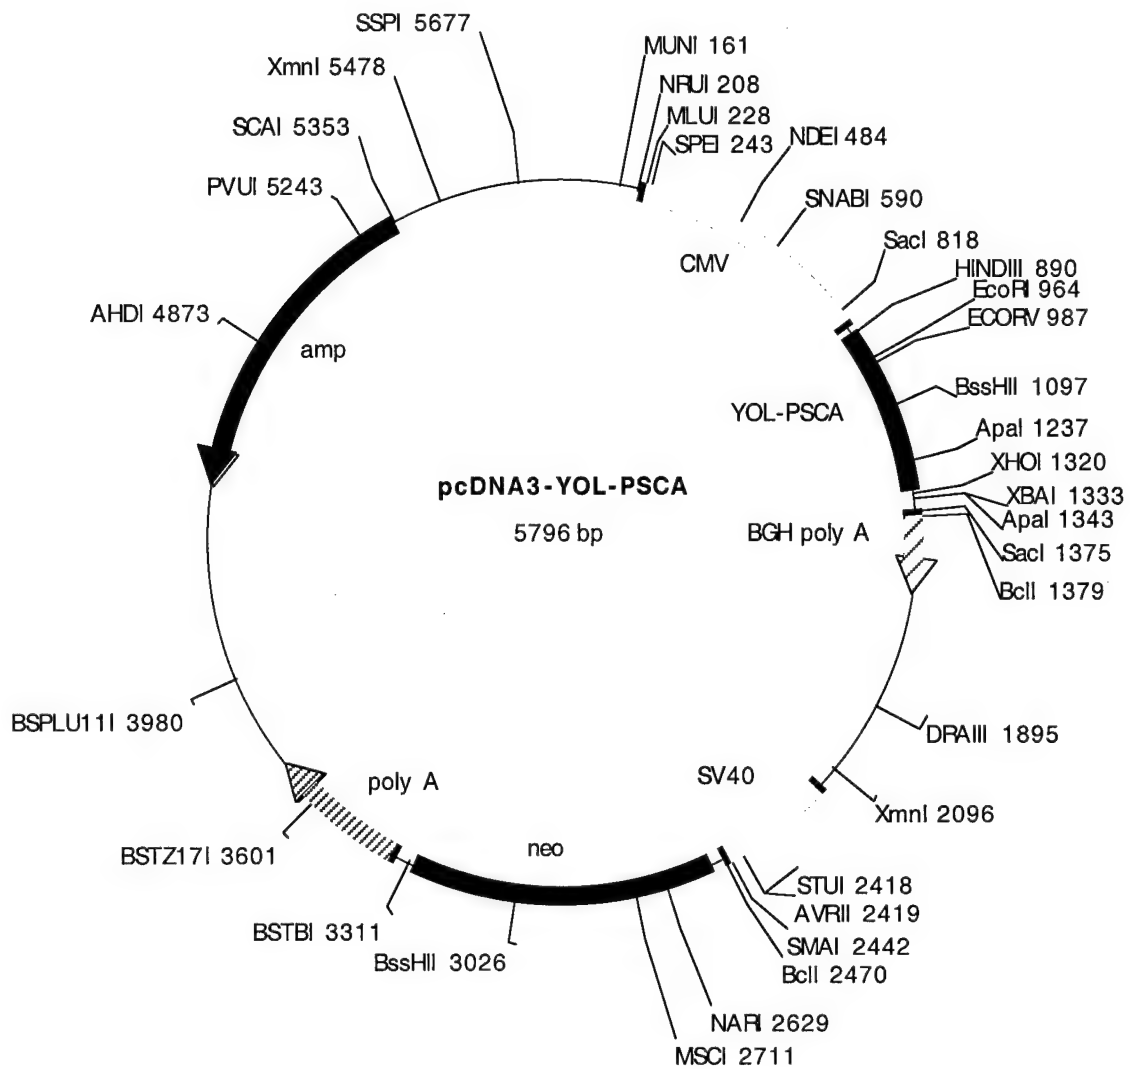 SSPI 5677
XmnI 5478
SCAI 5353
PVUI 5243
AHDI 4873
amp
MUNI 161
NRUI 208
MLUI 228
SPEI 243
NDEI 484
SNABI 590
CMV
SacI 818
HINDIII 890
EcoRI 964
ECORV 987
YOL-PSCA
BssHII 1097
ApaI 1237
XHOI 1320
XBAI 1333
ApaI 1343
SacI 1375
BclI 1379
pcDNA3-YOL-PSCA
5796 bp
BGH poly A
DRAIII 1895
XmnI 2096
SV40
STUI 2418
AVRII 2419
SMAI 2442
BclI 2470
NARI 2629
MSCI 2711
neo
BssHII 3026
BSTBI 3311
poly A
BSTZ17I 3601
BSPLU11I 3980